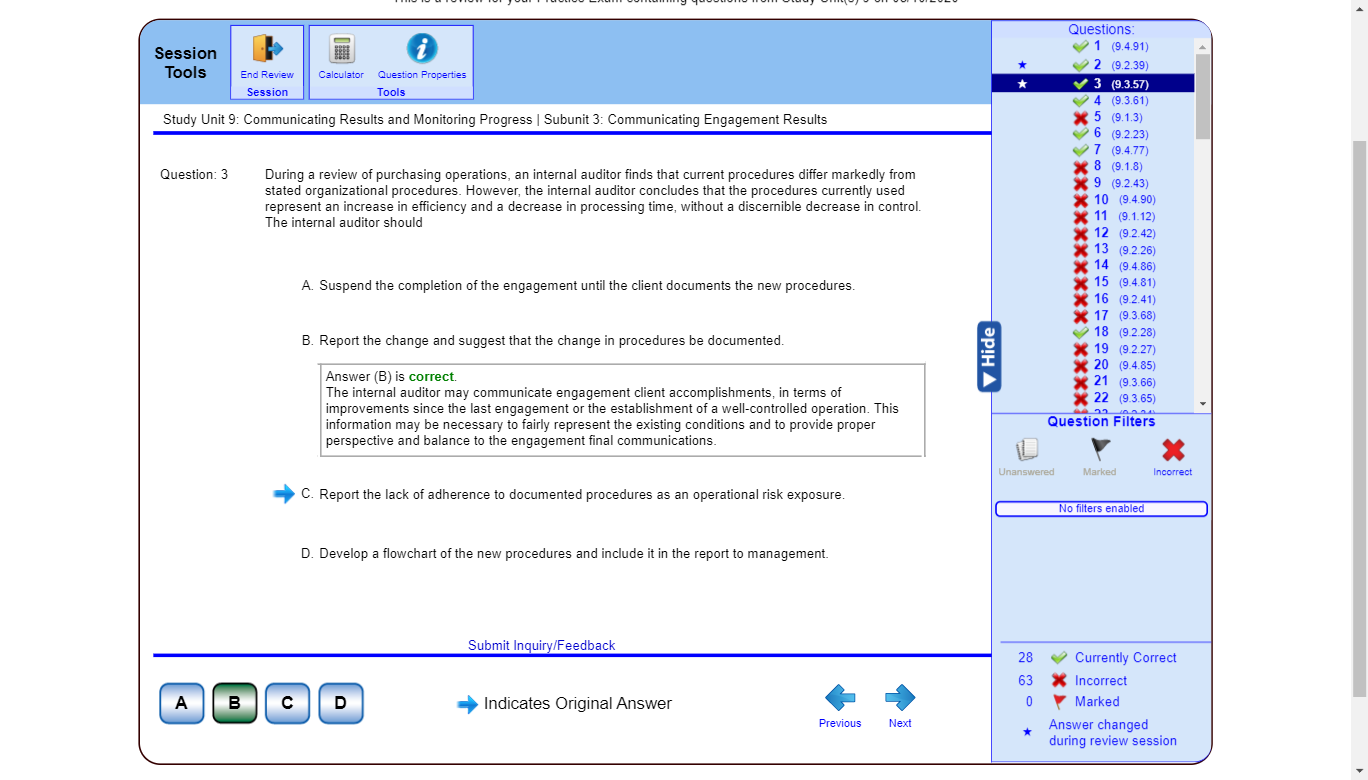 Session
Tools
End Review
Session
Calculator
Question Properties
Tools
Study Unit 9: Communicating Results and Monitoring Progress | Subunit 3: Communicating Engagement Results
Question: 3
During a review of purchasing operations, an internal auditor finds that current procedures differ markedly from
stated organizational procedures. However, the internal auditor concludes that the procedures currently used
represent an increase in efficiency and a decrease in processing time, without a discernible decrease in control.
The internal auditor should
A. Suspend the completion of the engagement until the client documents the new procedures.
B. Report the change and suggest that the change in procedures be documented.
Answer (B) is correct.
The internal auditor may communicate engagement client accomplishments, in terms of
improvements since the last engagement or the establishment of a well-controlled operation. This
information may be necessary to fairly represent the existing conditions and to provide proper
perspective and balance to the engagement final communications.
C. Report the lack of adherence to documented procedures as an operational risk exposure.
D. Develop a flowchart of the new procedures and include it in the report to management.
Submit Inquiry/Feedback
A B C D
Indicates Original Answer
Previous
Next
Hide
Questions:
1 (9.4.91)
2 (9.2.39)
3 (9.3.57)
4 (9.3.61)
5 (9.1.3)
6 (9.2.23)
7 (9.4.77)
8 (9.1.8)
9 (9.2.43)
10 (9.4.90)
11 (9.1.12)
12 (9.2.42)
13 (9.2.26)
14 (9.4.86)
15 (9.4.81)
16 (9.2.41)
17 (9.3.68)
18 (9.2.28)
19 (9.2.27)
20 (9.4.85)
21 (9.3.66)
22 (9.3.65)
Question Filters
Unanswered
Marked
Incorrect
No filters enabled
28 Currently Correct
63 Incorrect
0 Marked
Answer changed
during review session